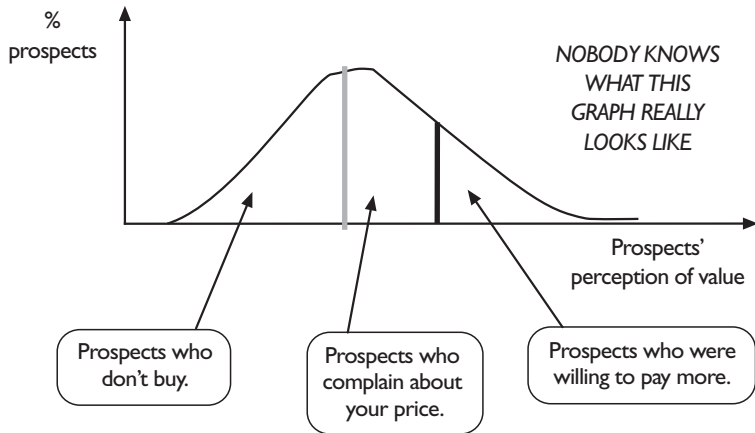 %
prospects
NOBODY KNOWS
WHAT THIS
GRAPH REALLY
LOOKS LIKE
Prospects’
perception of value
Prospects who
don’t buy.
Prospects who
complain about
your price.
Prospects who were
willing to pay more.